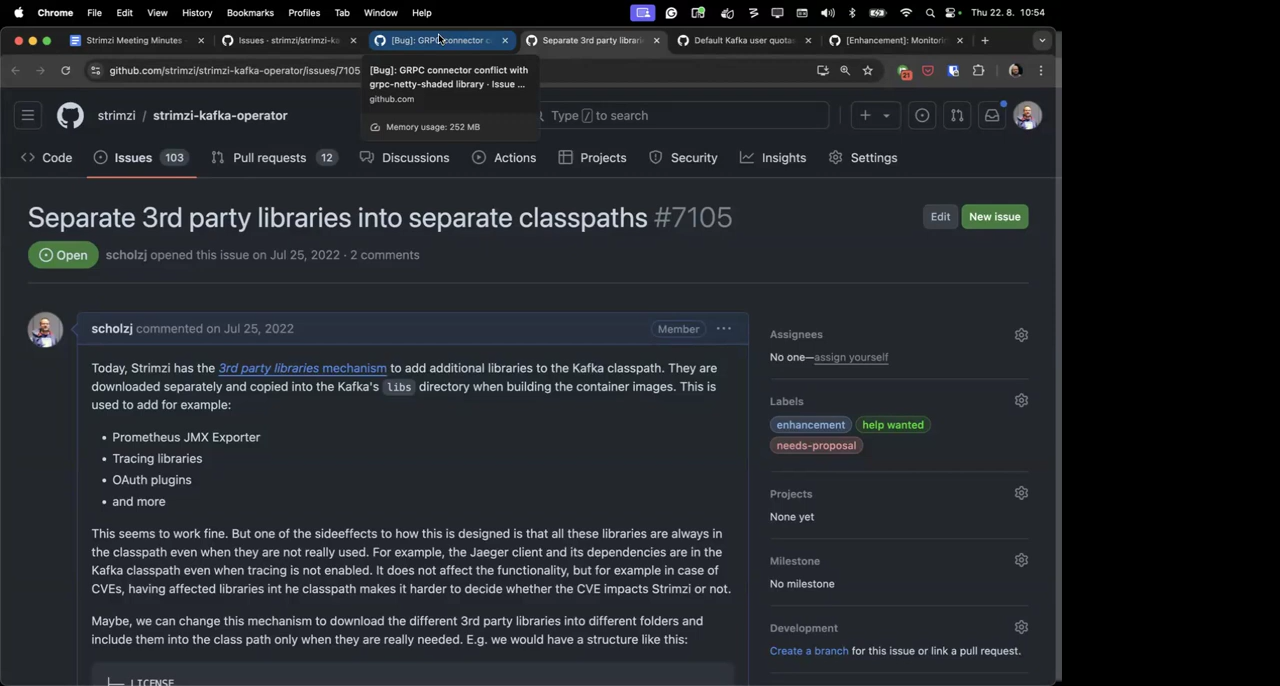 Chrome File Edit View History Bookmarks Profiles Tab Window Help Thu 22. 8. 10:54
Strimzi Meeting Minutes - Issues · strimzi/strimzi-ka [Bug]: GRPC connector c Separate 3rd party librari Default Kafka user quota [Enhancement]: Monitorin
github.com/strimzi/strimzi-kafka-operator/issues/7105 21
[Bug]: GRPC connector conflict with
grpc-netty-shaded library · Issue ...
github.com
Memory usage: 252 MB
strimzi / strimzi-kafka-operator Type / to search
Code Issues 103 Pull requests 12 Discussions Actions Projects Security Insights Settings
Separate 3rd party libraries into separate classpaths #7105
Edit New issue
Open scholzj opened this issue on Jul 25, 2022 · 2 comments
scholzj commented on Jul 25, 2022 Member ...
Today, Strimzi has the 3rd party libraries mechanism to add additional libraries to the Kafka classpath. They are
downloaded separately and copied into the Kafka's libs directory when building the container images. This is
used to add for example:
• Prometheus JMX Exporter
• Tracing libraries
• OAuth plugins
• and more
This seems to work fine. But one of the sideeffects to how this is designed is that all these libraries are always in
the classpath even when they are not really used. For example, the Jaeger client and its dependencies are in the
Kafka classpath even when tracing is not enabled. It does not affect the functionality, but for example in case of
CVEs, having affected libraries int he classpath makes it harder to decide whether the CVE impacts Strimzi or not.
Maybe, we can change this mechanism to download the different 3rd party libraries into different folders and
include them into the class path only when they are really needed. E.g. we would have a structure like this:
├── LICENSE
Assignees
No one—assign yourself
Labels
enhancement help wanted
needs-proposal
Projects
None yet
Milestone
No milestone
Development
Create a branch for this issue or link a pull request.